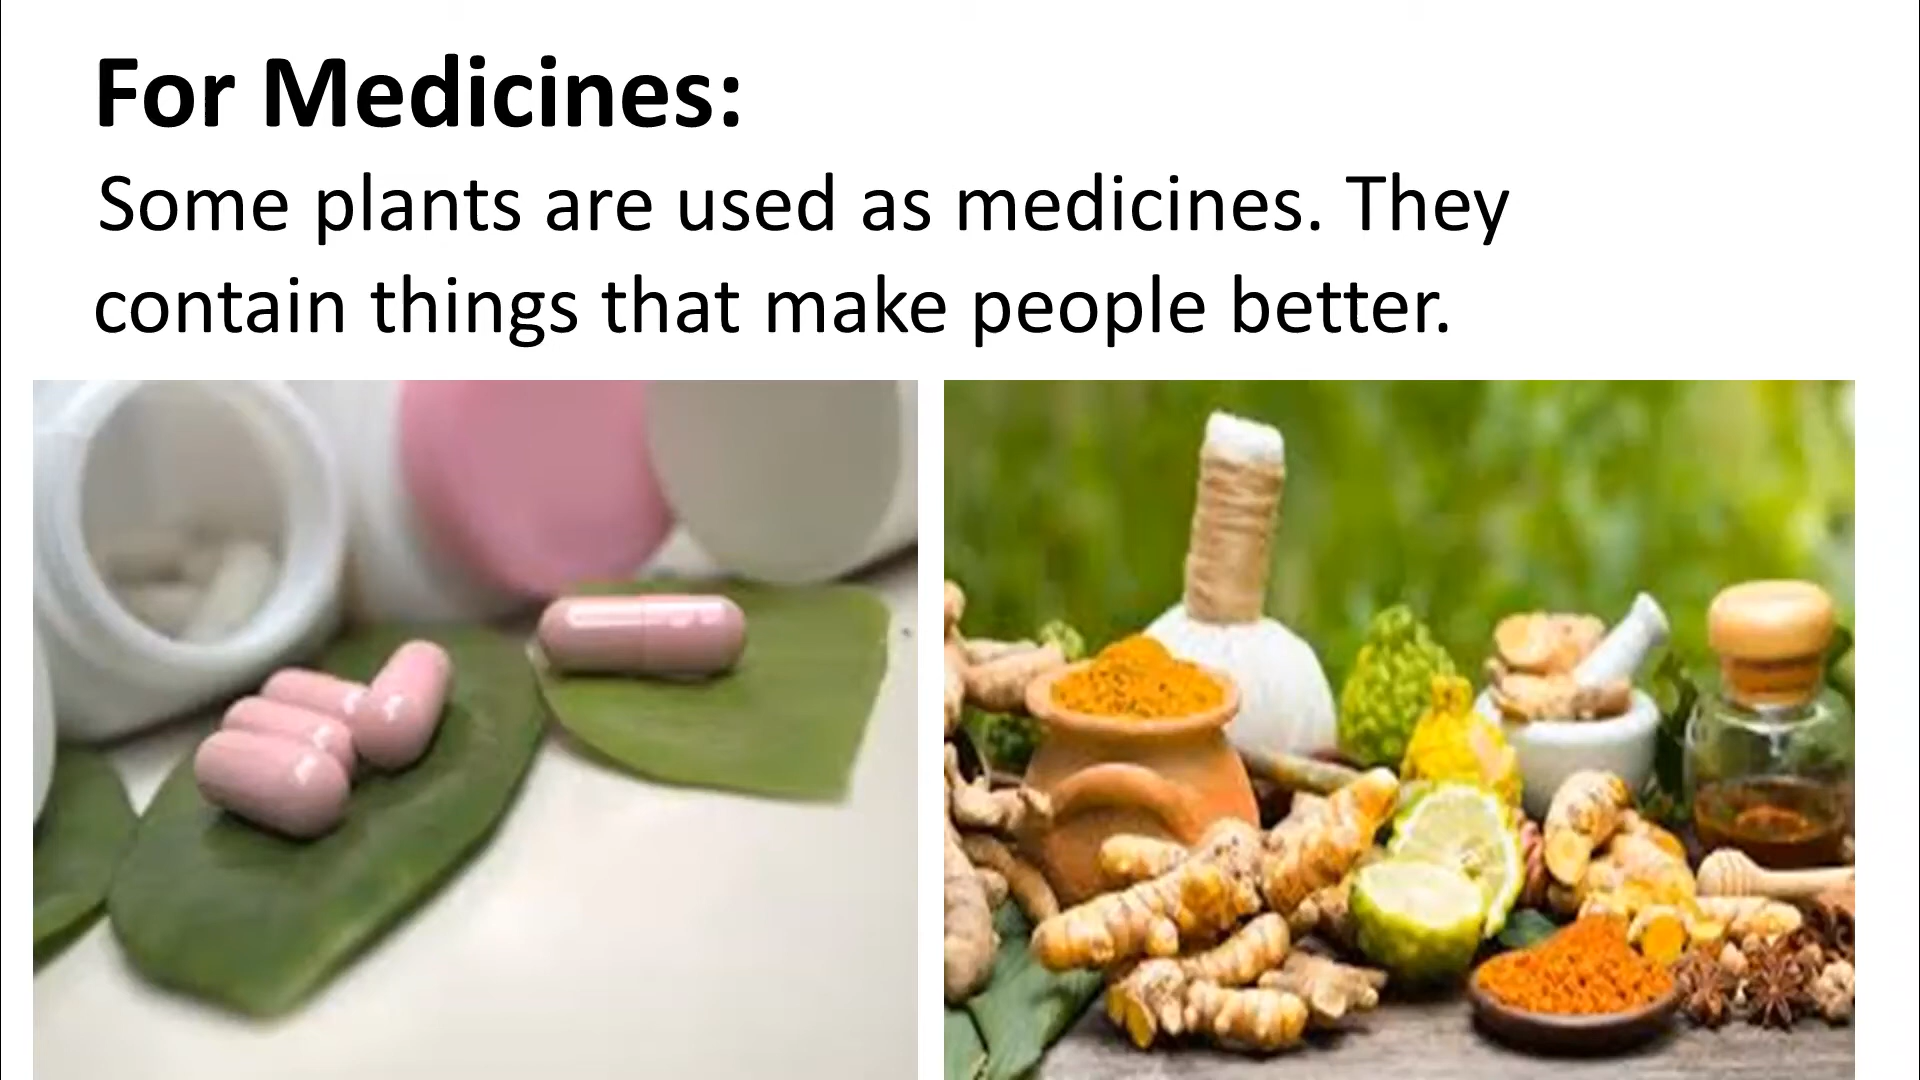 For Medicines:
Some plants are used as medicines. They
contain things that make people better.